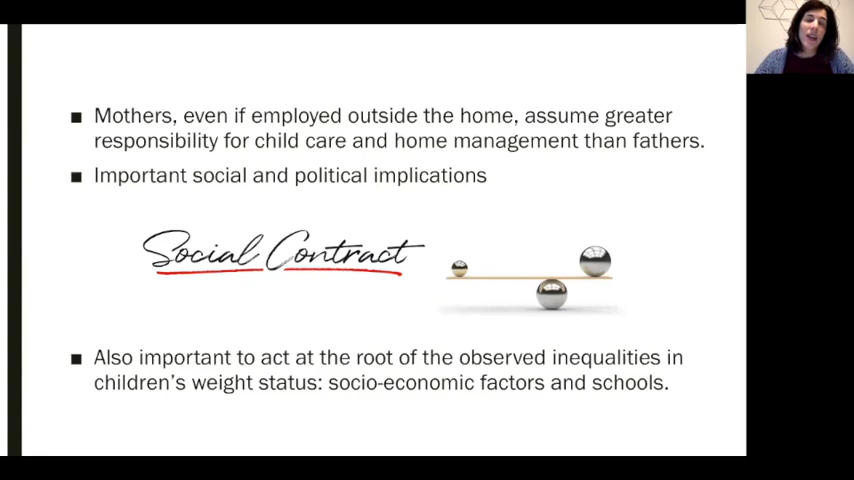 Mothers, even if employed outside the home, assume greater
responsibility for child care and home management than fathers.
Important social and political implications
Social Contract
Also important to act at the root of the observed inequalities in
children's weight status: socio-economic factors and schools.